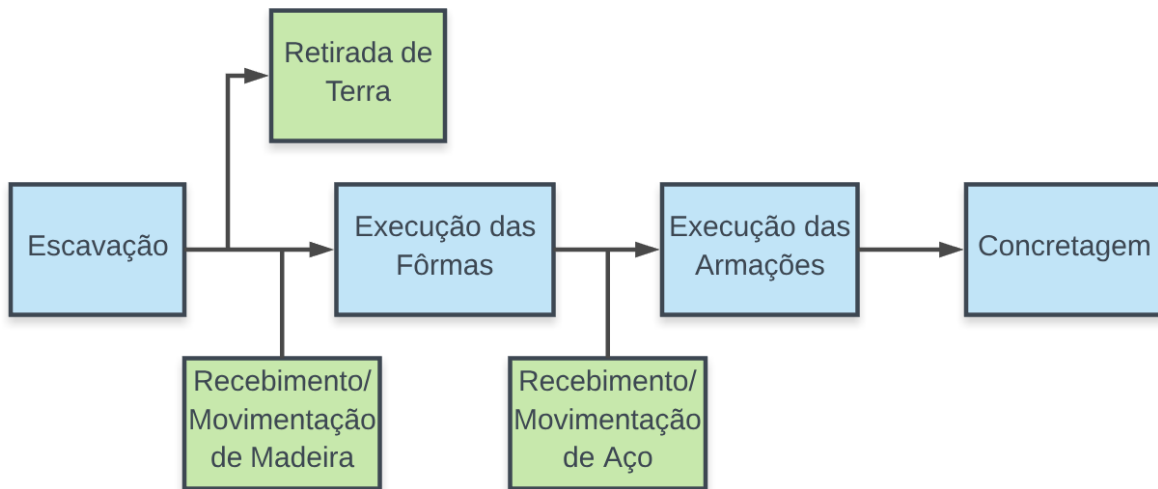 Retirada de
Terra
Escavação
Execução das
Fôrmas
Execução das
Armações
Concretagem
Recebimento/
Movimentação
de Madeira
Recebimento/
Movimentação
de Aço